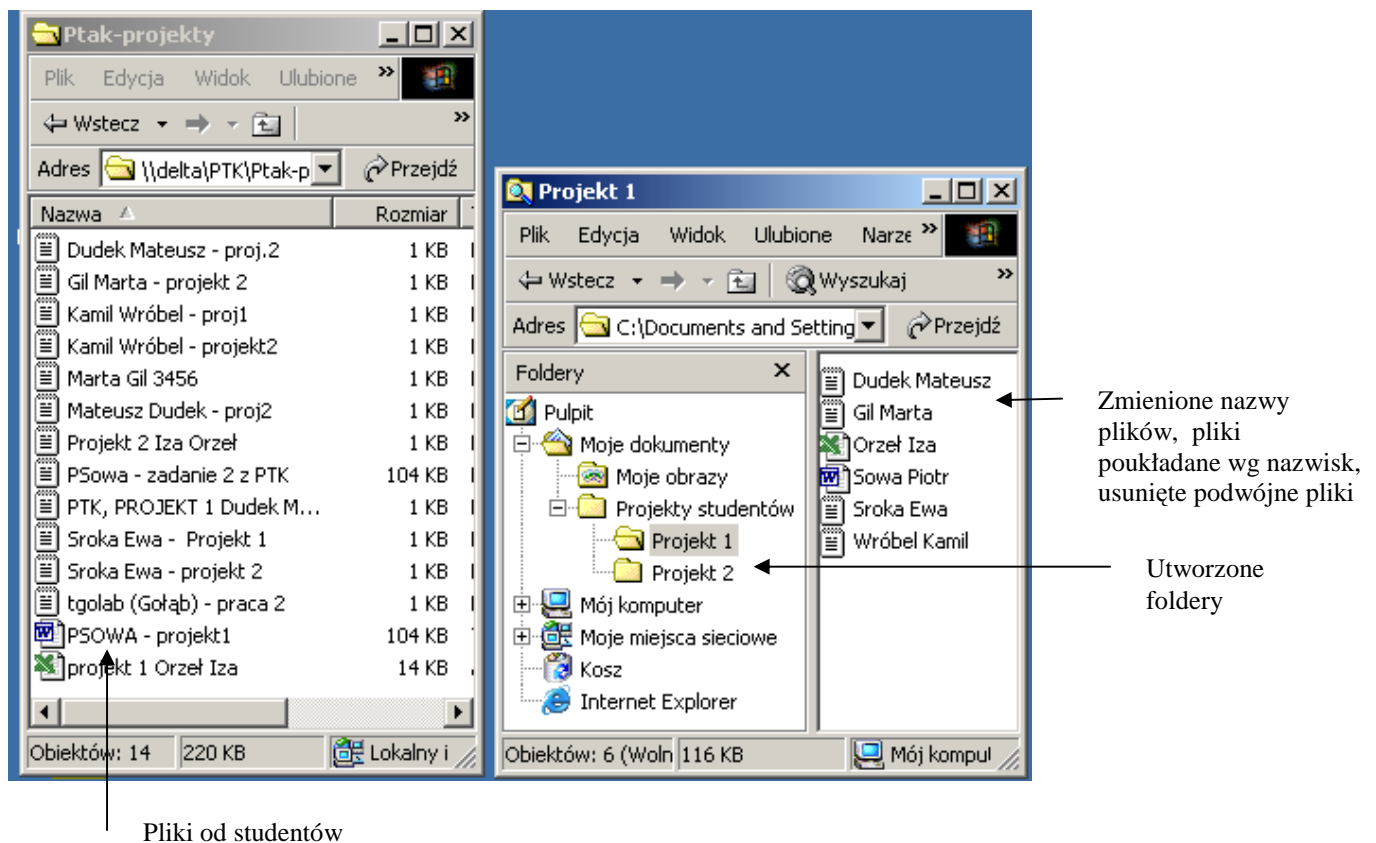 Ptak-projekty
Plik Edycja Widok Ulubione »
Wstecz »
Adres \\delta\PTK\Ptak-p Przejdź
Nazwa Rozmiar
Dudek Mateusz - proj.2 1 KB
Gil Marta - projekt 2 1 KB
Kamil Wróbel - proj1 1 KB
Kamil Wróbel - projekt2 1 KB
Marta Gil 3456 1 KB
Mateusz Dudek - proj2 1 KB
Projekt 2 Iza Orzeł 1 KB
PSowa - zadanie 2 z PTK 104 KB
PTK, PROJEKT 1 Dudek M... 1 KB
Sroka Ewa - Projekt 1 1 KB
Sroka Ewa - projekt 2 1 KB
tgolab (Gołąb) - praca 2 1 KB
PSOWA - projekt1 104 KB
projekt 1 Orzeł Iza 14 KB
Obiektów: 14 220 KB Lokalny i
Pliki od studentów
Projekt 1
Plik Edycja Widok Ulubione Narzę »
Wstecz Wyszukaj »
Adres C:\Documents and Setting Przejdź
Foldery
Pulpit
Moje dokumenty
Moje obrazy
Projekty studentów
Projekt 1
Projekt 2
Mój komputer
Moje miejsca sieciowe
Kosz
Internet Explorer
Dudek Mateusz
Gil Marta
Orzeł Iza
Sowa Piotr
Sroka Ewa
Wróbel Kamil
Obiektów: 6 (Woln 116 KB Mój komput
Zmienione nazwy
plików, pliki
poukładane wg nazwisk,
usunięte podwójne pliki
Utworzone
foldery